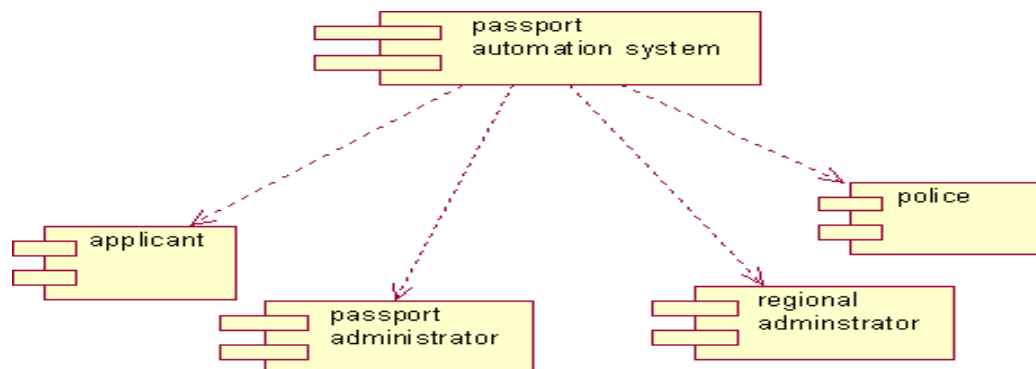 passport
automation system
police
applicant
passport
administrator
regional
adminstrator